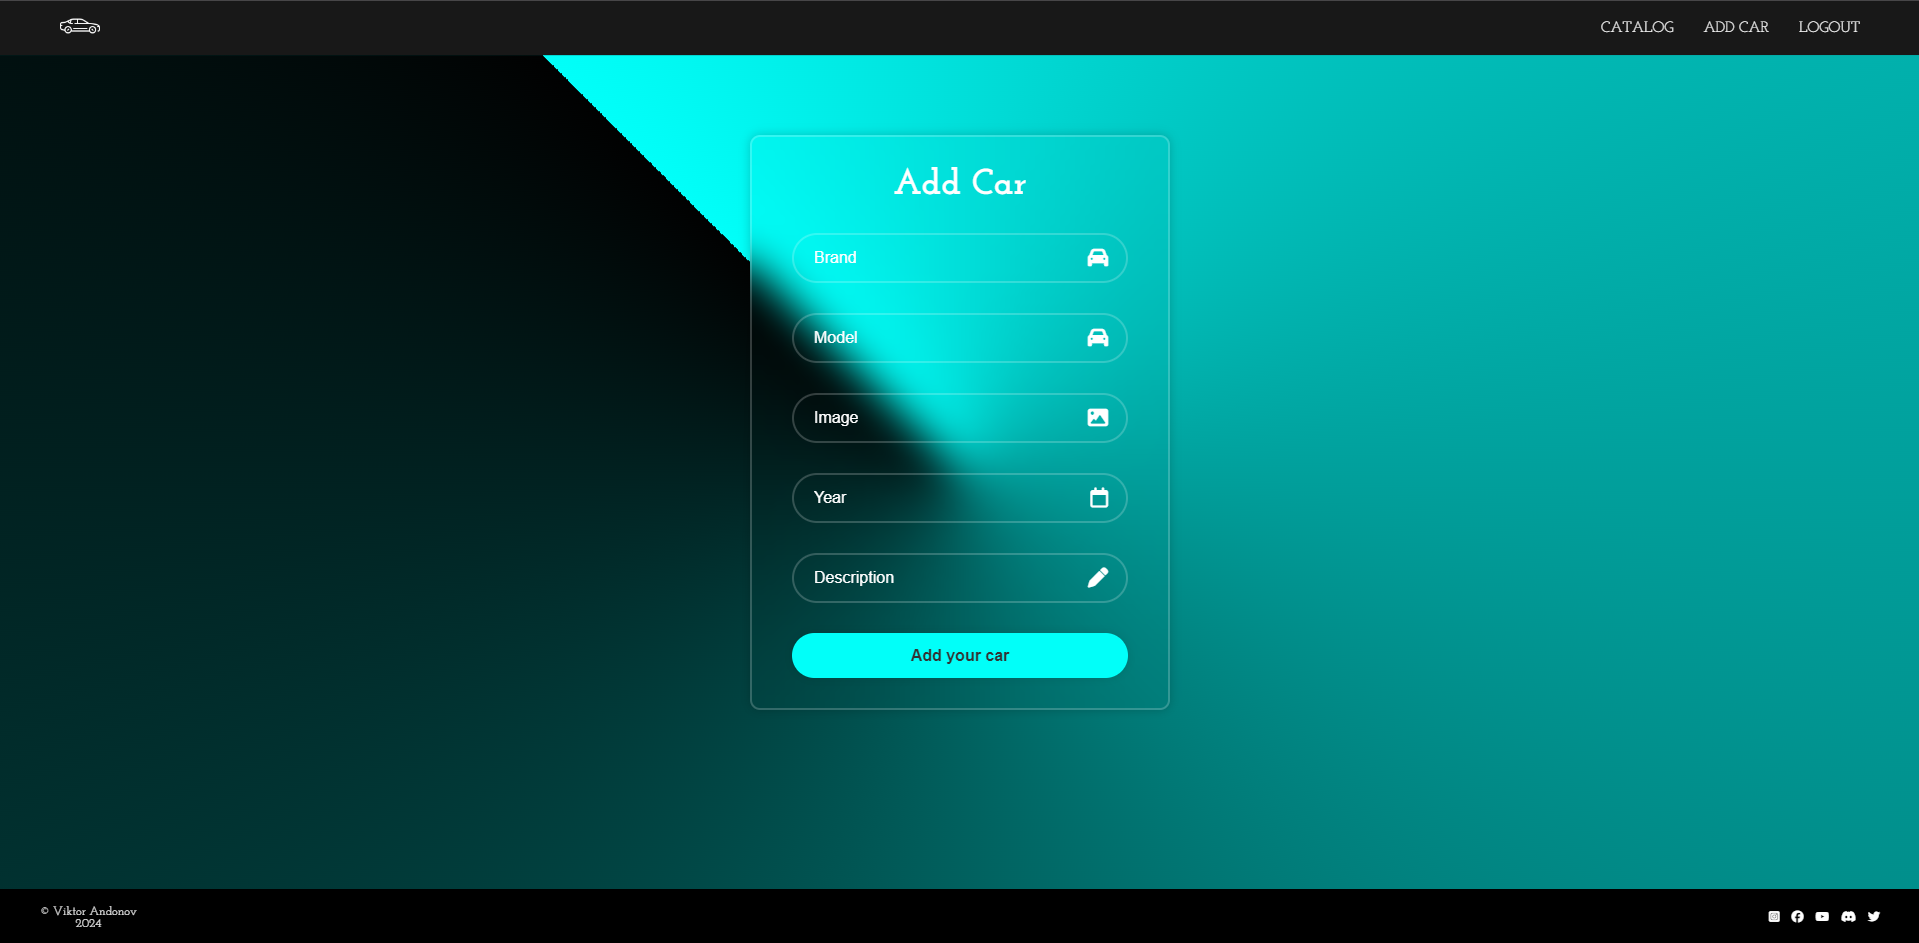 CATALOG ADD CAR LOGOUT
Add Car
Brand
Model
Image
Year
Description
Add your car
© Viktor Andonov
2024